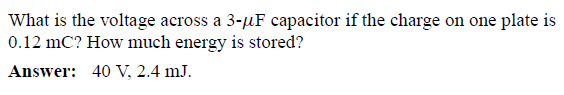 What is the voltage across a 3-μF capacitor if the charge on one plate is
0.12 mC? How much energy is stored?
Answer: 40 V, 2.4 mJ.